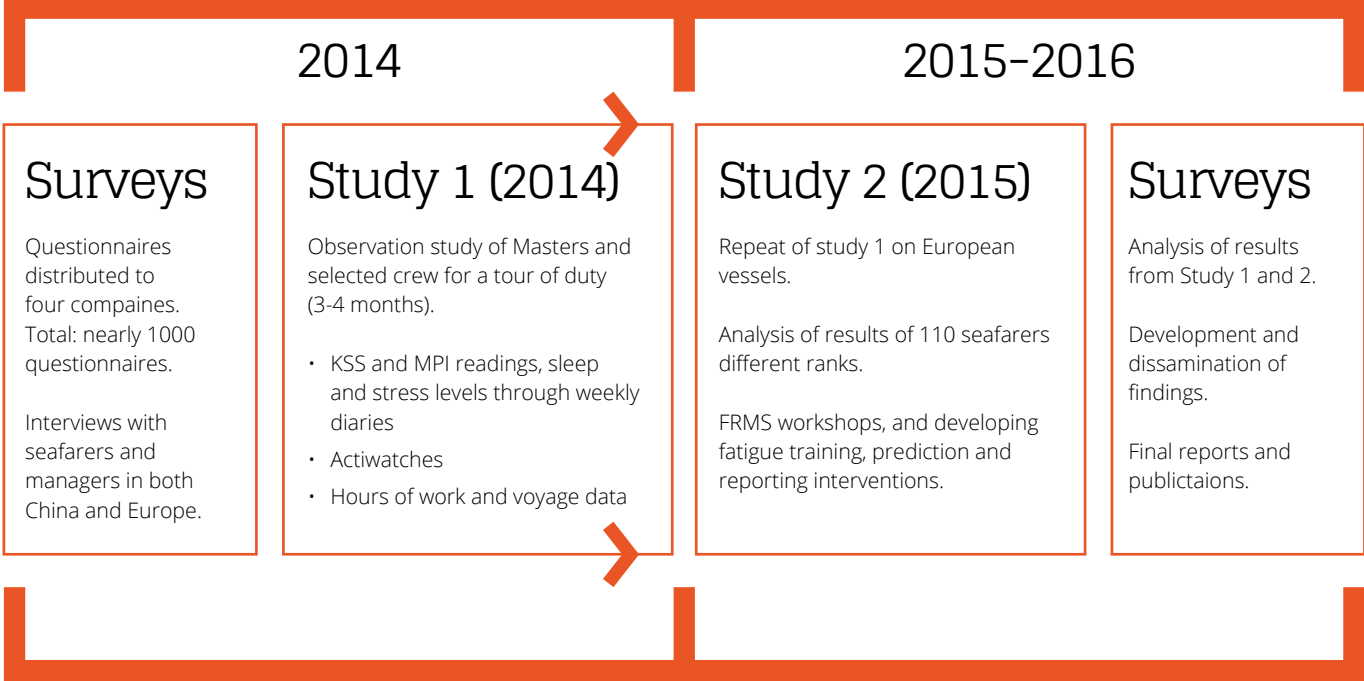 2014
2015–2016
Surveys
Questionnaires
distributed to
four compaines.
Total: nearly 1000
questionnaires.
Interviews with
seafarers and
managers in both
China and Europe.
Study 1 (2014)
Observation study of Masters and
selected crew for a tour of duty
(3-4 months).
• KSS and MPI readings, sleep
and stress levels through weekly
diaries
• Actiwatches
• Hours of work and voyage data
Study 2 (2015)
Repeat of study 1 on European
vessels.
Analysis of results of 110 seafarers
different ranks.
FRMS workshops, and developing
fatigue training, prediction and
reporting interventions.
Surveys
Analysis of results
from Study 1 and 2.
Development and
dissamination of
findings.
Final reports and
publictaions.